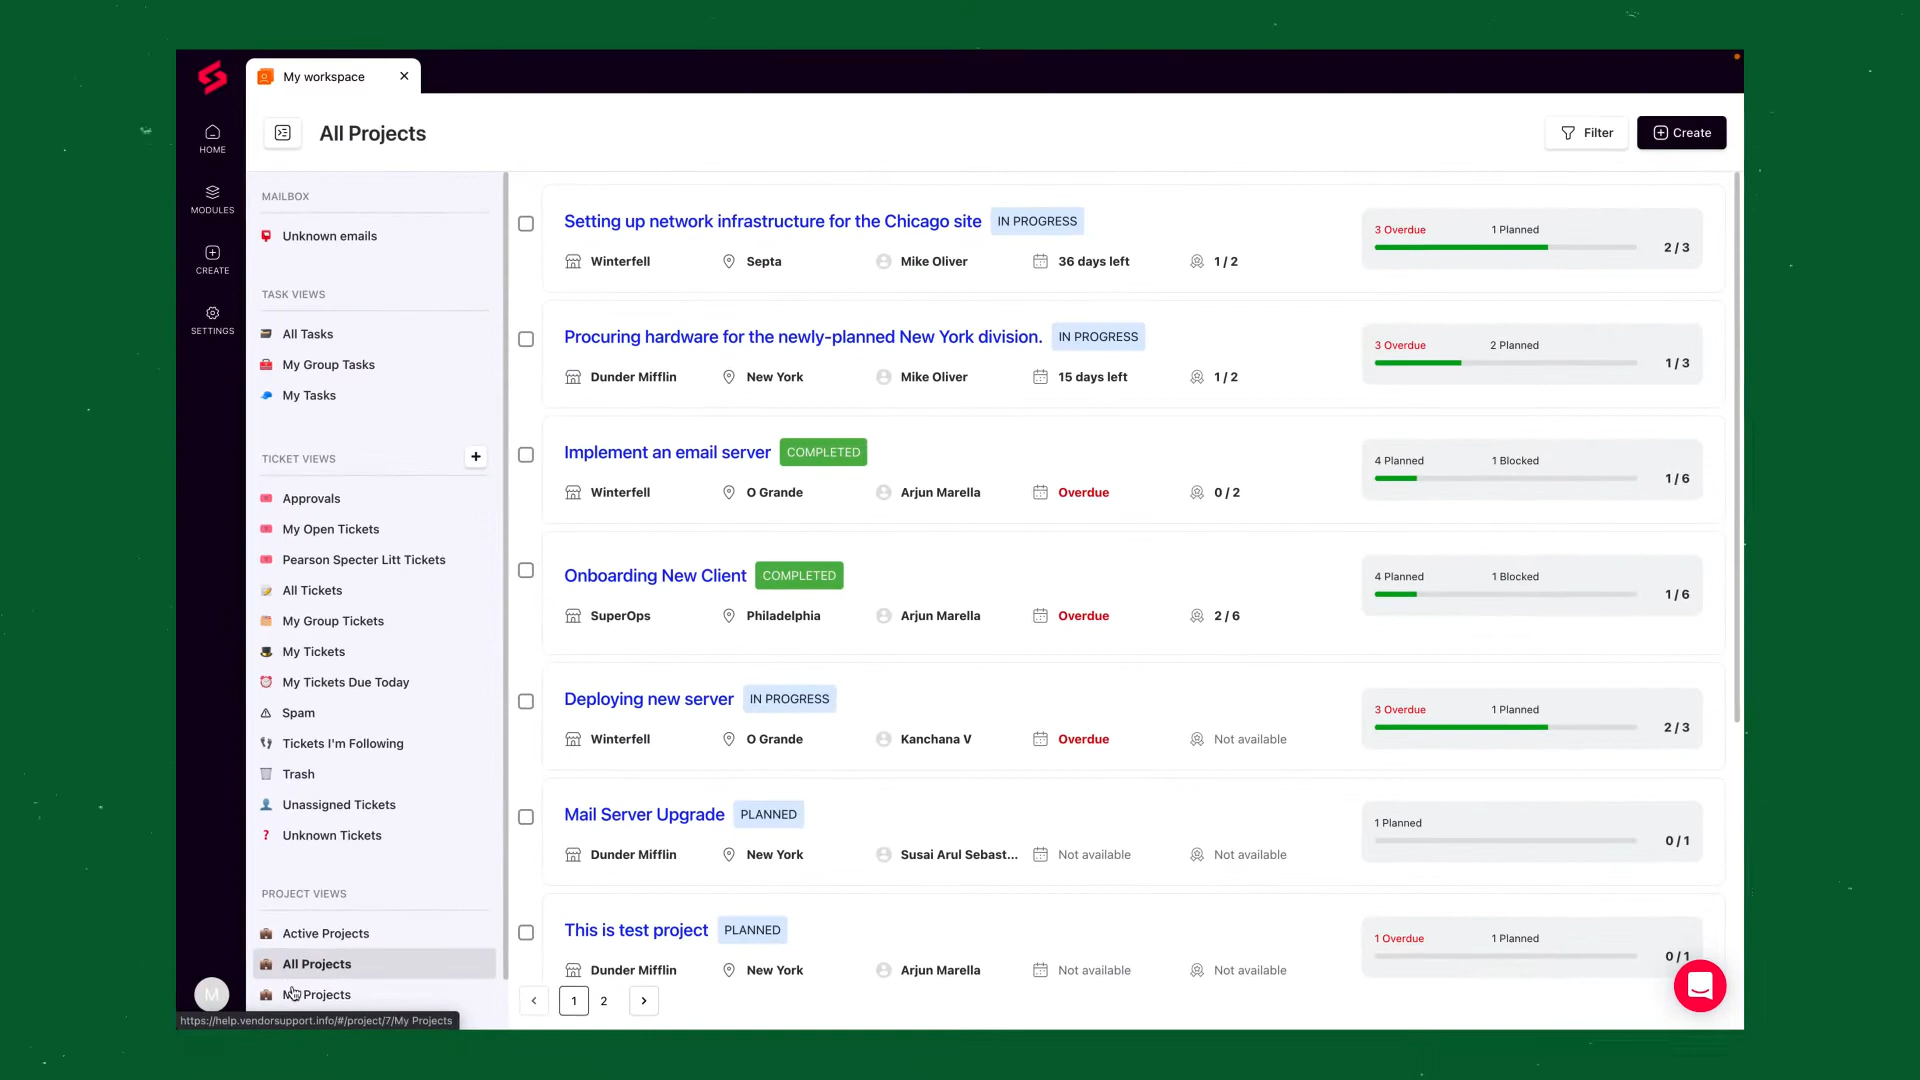 My workspace
HOME
MODULES
CREATE
SETTINGS
M
All Projects
Filter
Create
MAILBOX
Unknown emails
TASK VIEWS
All Tasks
My Group Tasks
My Tasks
TICKET VIEWS
Approvals
My Open Tickets
Pearson Specter Litt Tickets
All Tickets
My Group Tickets
My Tickets
My Tickets Due Today
Spam
Tickets I'm Following
Trash
Unassigned Tickets
Unknown Tickets
PROJECT VIEWS
Active Projects
All Projects
My Projects
https://help.vendorsupport.info/#/project/7/My Projects
Setting up network infrastructure for the Chicago site IN PROGRESS
Winterfell Septa Mike Oliver 36 days left 1 / 2
3 Overdue 1 Planned
2 / 3
Procuring hardware for the newly-planned New York division. IN PROGRESS
Dunder Mifflin New York Mike Oliver 15 days left 1 / 2
3 Overdue 2 Planned
1 / 3
Implement an email server COMPLETED
Winterfell O Grande Arjun Marella Overdue 0 / 2
4 Planned 1 Blocked
1 / 6
Onboarding New Client COMPLETED
SuperOps Philadelphia Arjun Marella Overdue 2 / 6
4 Planned 1 Blocked
1 / 6
Deploying new server IN PROGRESS
Winterfell O Grande Kanchana V Overdue Not available
3 Overdue 1 Planned
2 / 3
Mail Server Upgrade PLANNED
Dunder Mifflin New York Susai Arul Sebast... Not available Not available
1 Planned
0 / 1
This is test project PLANNED
Dunder Mifflin New York Arjun Marella Not available Not available
1 Overdue 1 Planned
0 / 1
1 2